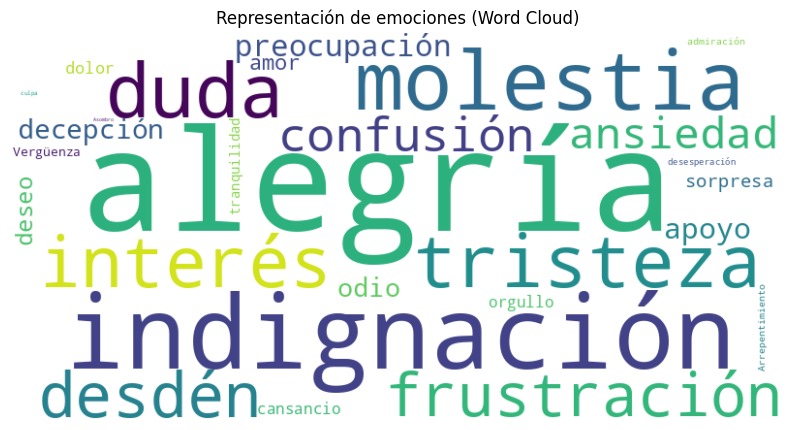 Representación de emociones (Word Cloud)
preocupación
admiración
amor
dolor
duda
molestia
culpa
Asombro
decepción
confusión
ansiedad
Vergüenza
tranquilidad
alegría
desesperación
sorpresa
deseo
apoyo
interés
tristeza
odio
orgullo
Arrepentimiento
indignación
desdén
frustración
cansancio